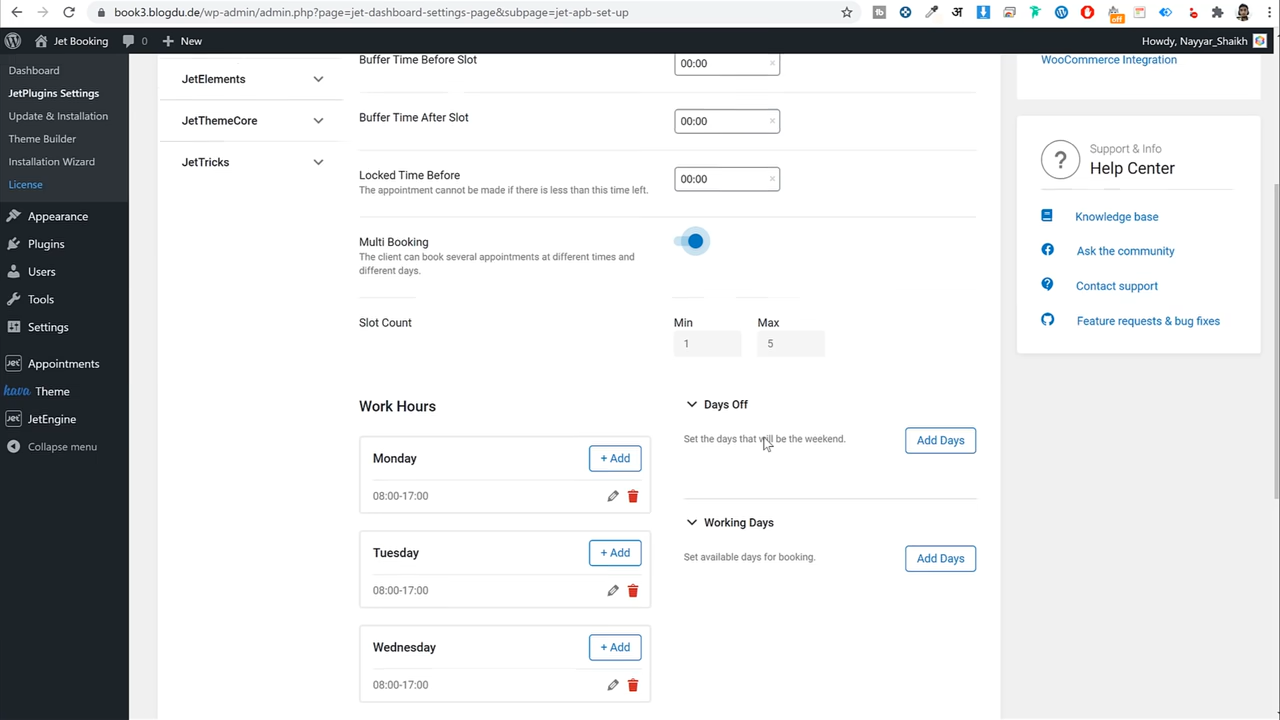 book3.blogdu.de/wp-admin/admin.php?page=jet-dashboard-settings-page&subpage=jet-apb-set-up
अ
off
Jet Booking
0
New
Howdy, Nayyar_Shaikh
Dashboard
JetPlugins Settings
Update & Installation
Theme Builder
Installation Wizard
License
Appearance
Plugins
Users
Tools
Settings
Jet Appointments
kava Theme
Jet JetEngine
Collapse menu
JetElements
JetThemeCore
JetTricks
Buffer Time Before Slot
00:00 ×
Buffer Time After Slot
00:00 ×
Locked Time Before
The appointment cannot be made if there is less than this time left.
00:00 ×
Multi Booking
The client can book several appointments at different times and
different days.
Slot Count
Min
Max
1
5
Work Hours
Monday
+ Add
08:00-17:00
Tuesday
+ Add
08:00-17:00
Wednesday
+ Add
08:00-17:00
Days Off
Set the days that will be the weekend.
Add Days
Working Days
Set available days for booking.
Add Days
WooCommerce Integration
?
Support & Info
Help Center
Knowledge base
Ask the community
Contact support
Feature requests & bug fixes